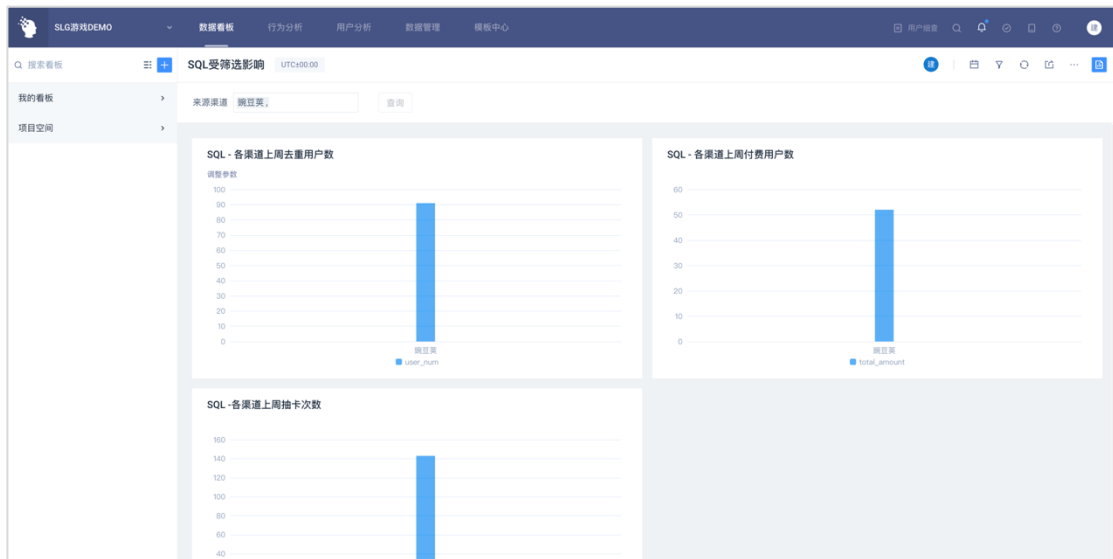 SLG游戏DEMO 数据看板 行为分析 用户分析 数据管理 模板中心 用户细查 建
搜索看板 SQL受筛选影响 UTC±00:00 建
我的看板
项目空间
来源渠道 豌豆荚, 查询
SQL - 各渠道上周去重用户数
调整参数
100
90
80
70
60
50
40
30
20
10
0
豌豆荚
user_num
SQL - 各渠道上周付费用户数
60
50
40
30
20
10
0
豌豆荚
total_amount
SQL -各渠道上周抽卡次数
160
140
120
100
80
60
40